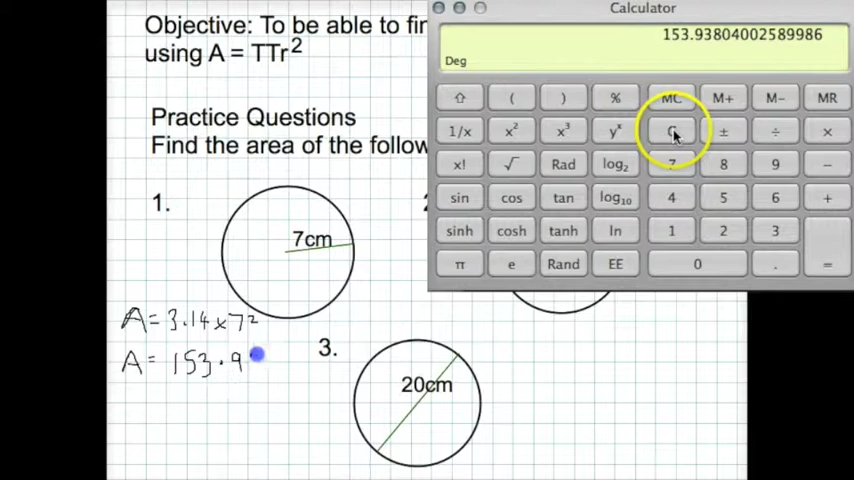 Objective: To be able to fin
using A = TTr²
Practice Questions
Find the area of the follow
1.
7cm
A = 3.14 x 7²
A = 153.9
3.
20cm
Calculator
153.93804002589986
Deg
⇧ ( ) % MC M+ M− MR
1/x x² x³ yˣ C ± ÷ ×
x! √ Rad log₂ 7 8 9 −
sin cos tan log₁₀ 4 5 6 +
sinh cosh tanh ln 1 2 3
π e Rand EE 0 . =